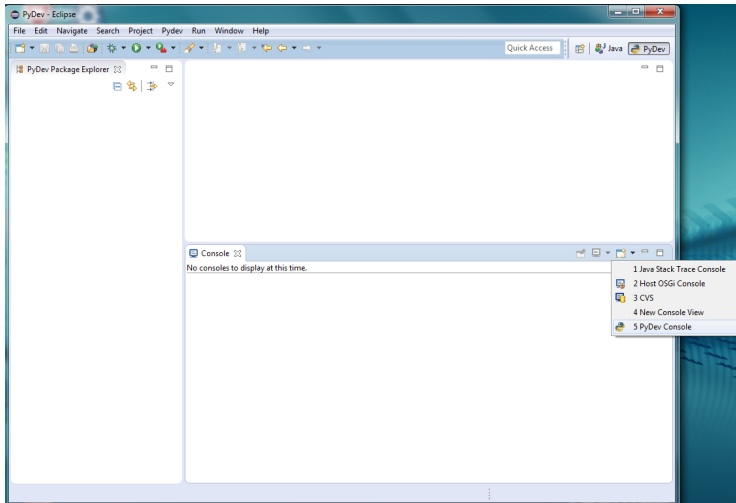 PyDev - Eclipse
File Edit Navigate Search Project Pydev Run Window Help
Quick Access
Java
PyDev
PyDev Package Explorer
Console
No consoles to display at this time.
1 Java Stack Trace Console
2 Host OSGi Console
3 CVS
4 New Console View
5 PyDev Console